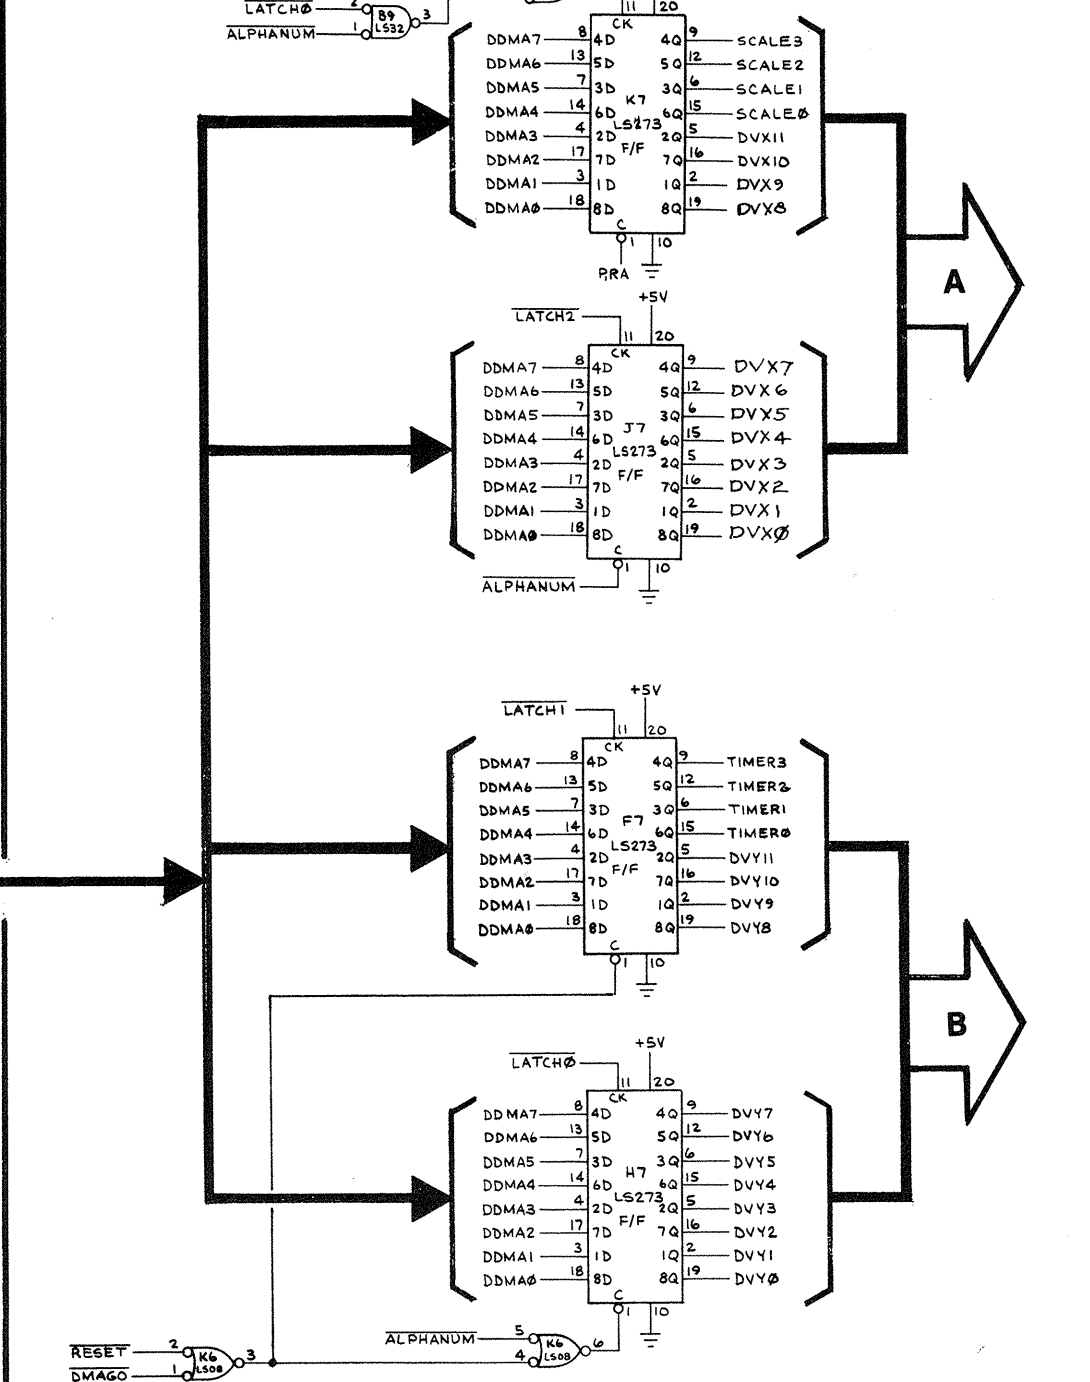 LATCHØ 2 B9 LS32 3
ALPHANUM 1
11 20
CK
DDMA7 8 4D 4Q 9 SCALE3
DDMA6 13 5D 5Q 12 SCALE2
DDMA5 7 3D 3Q 6 SCALE1
DDMA4 14 6D 6Q 15 SCALEØ
DDMA3 4 2D 2Q 5 DVX11
DDMA2 17 7D 7Q 16 DVX10
DDMA1 3 1D 1Q 2 DVX9
DDMAØ 18 8D 8Q 19 DVX8
K7
LS273
F/F
C
1 10
P,RA
A
+5V
LATCH2
11 20
CK
DDMA7 8 4D 4Q 9 DVX7
DDMA6 13 5D 5Q 12 DVX6
DDMA5 7 3D 3Q 6 DVX5
DDMA4 14 6D 6Q 15 DVX4
DDMA3 4 2D 2Q 5 DVX3
DDMA2 17 7D 7Q 16 DVX2
DDMA1 3 1D 1Q 2 DVX1
DDMAØ 18 8D 8Q 19 DVXØ
J7
LS273
F/F
C
1 10
ALPHANUM
+5V
LATCH1
11 20
CK
DDMA7 8 4D 4Q 9 TIMER3
DDMA6 13 5D 5Q 12 TIMER2
DDMA5 7 3D 3Q 6 TIMER1
DDMA4 14 6D 6Q 15 TIMERØ
DDMA3 4 2D 2Q 5 DVY11
DDMA2 17 7D 7Q 16 DVY10
DDMA1 3 1D 1Q 2 DVY9
DDMAØ 18 8D 8Q 19 DVY8
F7
LS273
F/F
C
1 10
B
+5V
LATCHØ
11 20
CK
DDMA7 8 4D 4Q 9 DVY7
DDMA6 13 5D 5Q 12 DVY6
DDMA5 7 3D 3Q 6 DVY5
DDMA4 14 6D 6Q 15 DVY4
DDMA3 4 2D 2Q 5 DVY3
DDMA2 17 7D 7Q 16 DVY2
DDMA1 3 1D 1Q 2 DVY1
DDMAØ 18 8D 8Q 19 DVYØ
H7
LS273
F/F
C
1 10
ALPHANUM 5 K6 LS08 6
4
RESET 2 K6 LS08 3
DMAGO 1